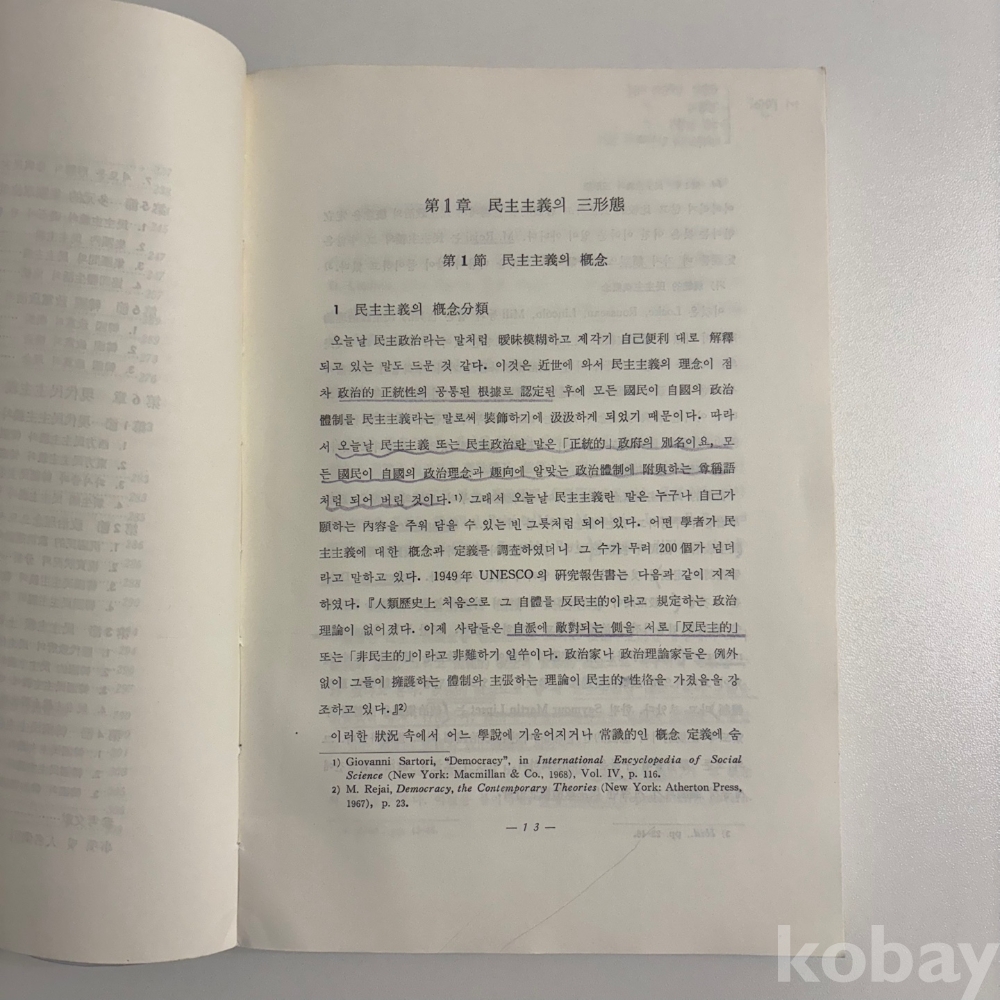 第1章 民主主義의 三形態
第1節 民主主義의 概念
1 民主主義의 概念分類
오늘날 民主政治라는 말처럼 曖昧模糊하고 제각기 自己便利 대로 解釋
되고 있는 말도 드문 것 같다. 이것은 近世에 와서 民主主義의 理念이 점
차 政治的 正統性의 공통된 根據로 認定된 후에 모든 國民이 自國의 政治
體制를 民主主義라는 말로써 裝飾하기에 汲汲하게 되었기 때문이다. 따라
서 오늘날 民主主義 또는 民主政治란 말은 「正統的」政府의 別名이요, 모
든 國民이 自國의 政治理念과 趣向에 알맞는 政治體制에 附與하는 尊稱語
처럼 되어 버린 것이다.1) 그래서 오늘날 民主主義란 말은 누구나 自己가
願하는 內容을 주워 담을 수 있는 빈 그릇처럼 되어 있다. 어떤 學者가 民
主主義에 대한 概念과 定義를 調査하였더니 그 수가 무려 200個가 넘더
라고 말하고 있다. 1949年 UNESCO의 硏究報告書는 다음과 같이 지적
하였다. 『人類歷史上 처음으로 그 自體를 反民主的이라고 規定하는 政治
理論이 없어졌다. 이제 사람들은 自派에 敵對되는 側을 서로 「反民主的」
또는 「非民主的」이라고 非難하기 일쑤이다. 政治家나 政治理論家들은 例外
없이 그들이 擁護하는 體制와 主張하는 理論이 民主的 性格을 가졌음을 강
조하고 있다.』2)
이러한 狀況 속에서 어느 學說에 기울어지거나 常識的인 概念 定義에 숨
1) Giovanni Sartori, "Democracy", in International Encyclopedia of Social
Science (New York: Macmillan & Co., 1968), Vol. IV, p. 116.
2) M. Rejai, Democracy, the Contemporary Theories (New York: Atherton Press,
1967), p. 23.
— 13 —
kobay